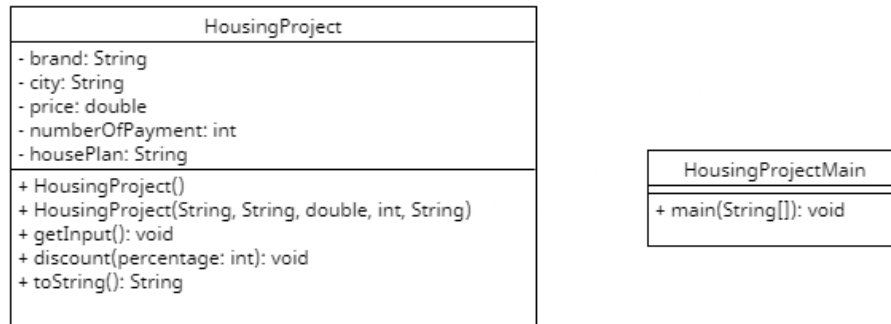 HousingProject
- brand: String
- city: String
- price: double
- numberOfPayment: int
- housePlan: String
+ HousingProject()
+ HousingProject(String, String, double, int, String)
+ getInput(): void
+ discount(percentage: int): void
+ toString(): String
HousingProjectMain
+ main(String[]): void